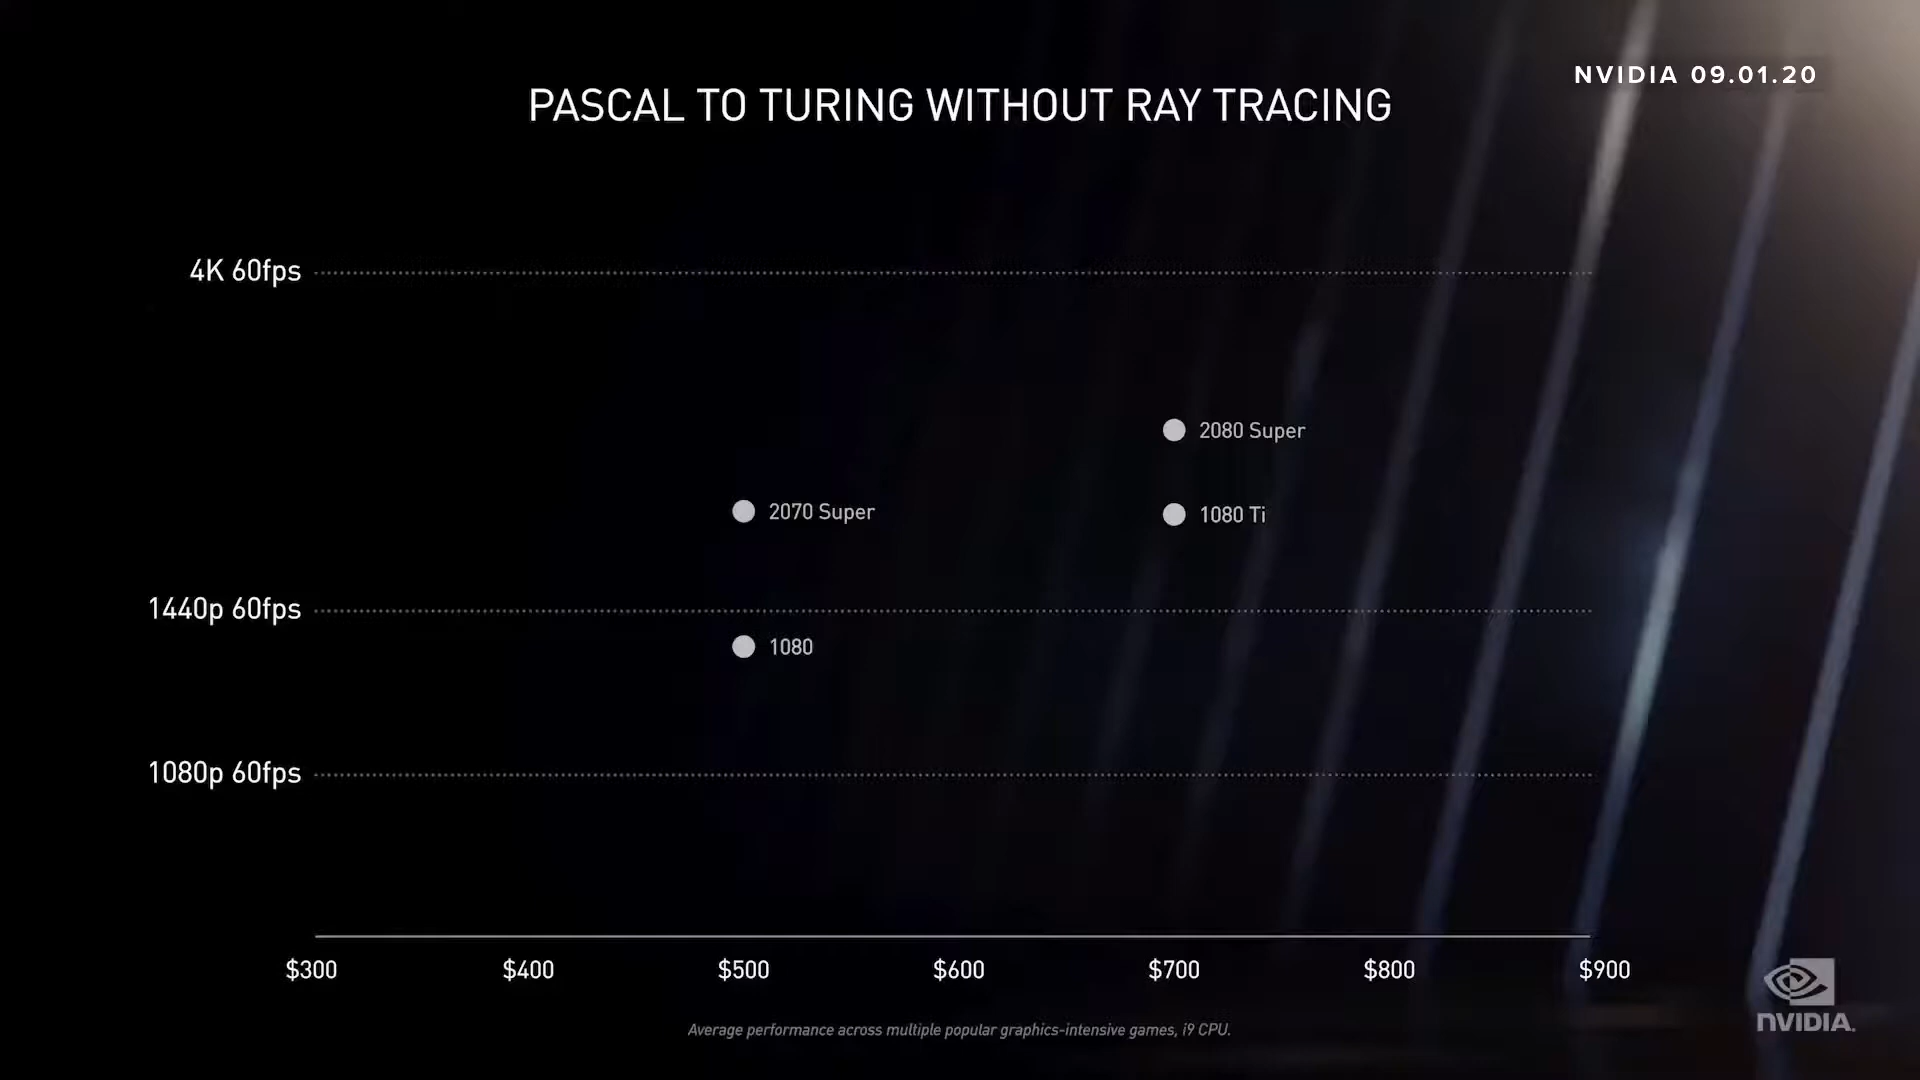 NVIDIA 09.01.20
PASCAL TO TURING WITHOUT RAY TRACING
4K 60fps
2080 Super
2070 Super
1080 Ti
1440p 60fps
1080
1080p 60fps
$300 $400 $500 $600 $700 $800 $900
Average performance across multiple popular graphics-intensive games, i9 CPU.
NVIDIA.